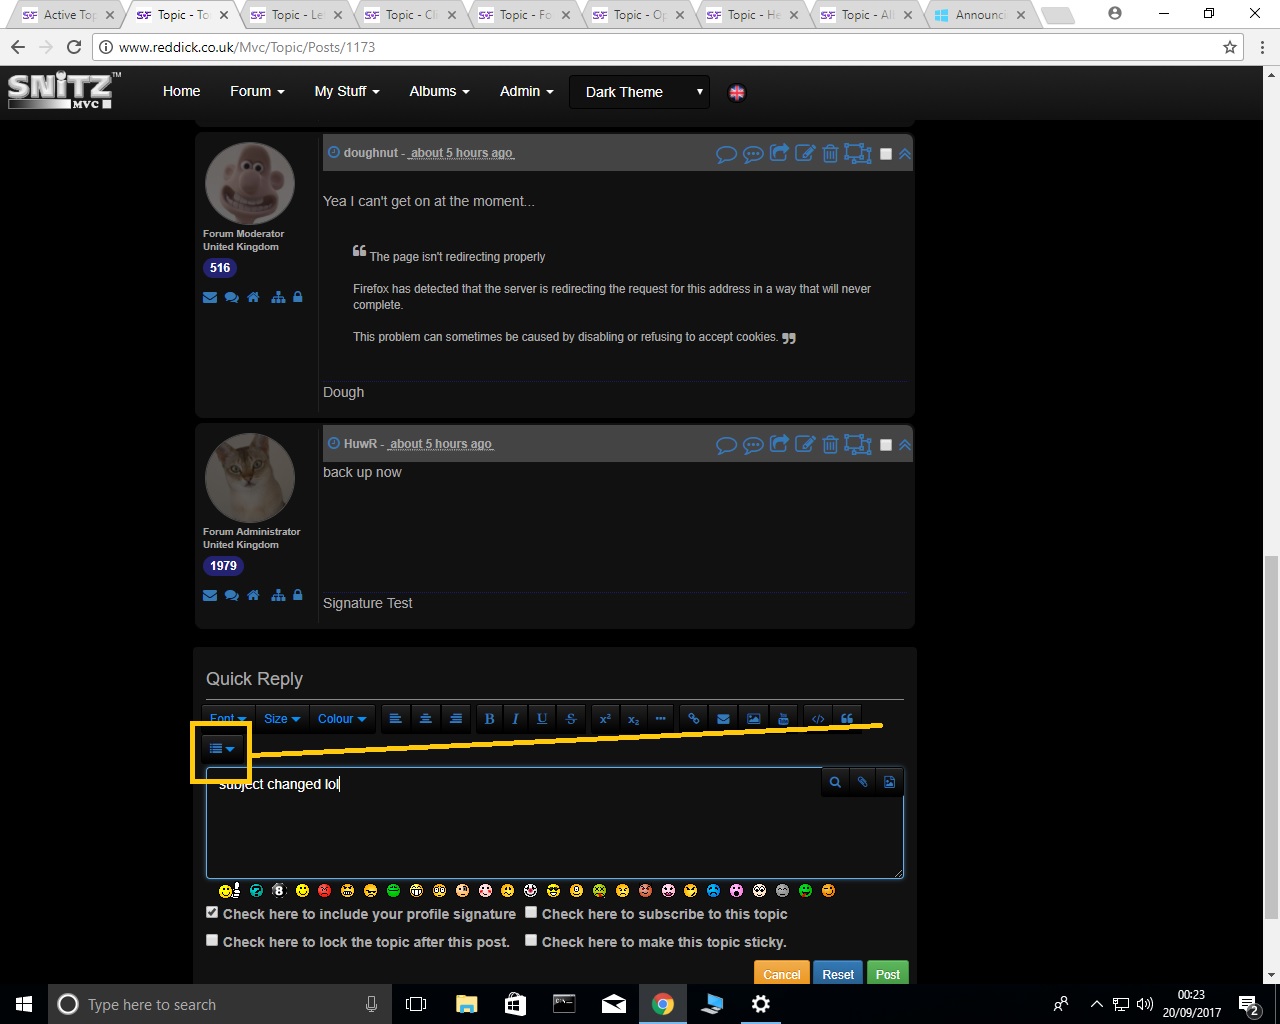 Active Top
Topic - To
Topic - Le
Topic - Cl
Topic - Fo
Topic - Op
Topic - He
Topic - All
Announci
www.reddick.co.uk/Mvc/Topic/Posts/1173
SNITZ™
MVC
Home Forum My Stuff Albums Admin Dark Theme
doughnut - about 5 hours ago
Forum Moderator
United Kingdom
516
Yea I can't get on at the moment...
The page isn't redirecting properly
Firefox has detected that the server is redirecting the request for this address in a way that will never
complete.
This problem can sometimes be caused by disabling or refusing to accept cookies.
Dough
HuwR - about 5 hours ago
back up now
Forum Administrator
United Kingdom
1979
Signature Test
Quick Reply
Font Size Colour B I U S x² x₂
subject changed lol
Check here to include your profile signature Check here to subscribe to this topic
Check here to lock the topic after this post. Check here to make this topic sticky.
Cancel Reset Post
Type here to search
00:23
20/09/2017
2